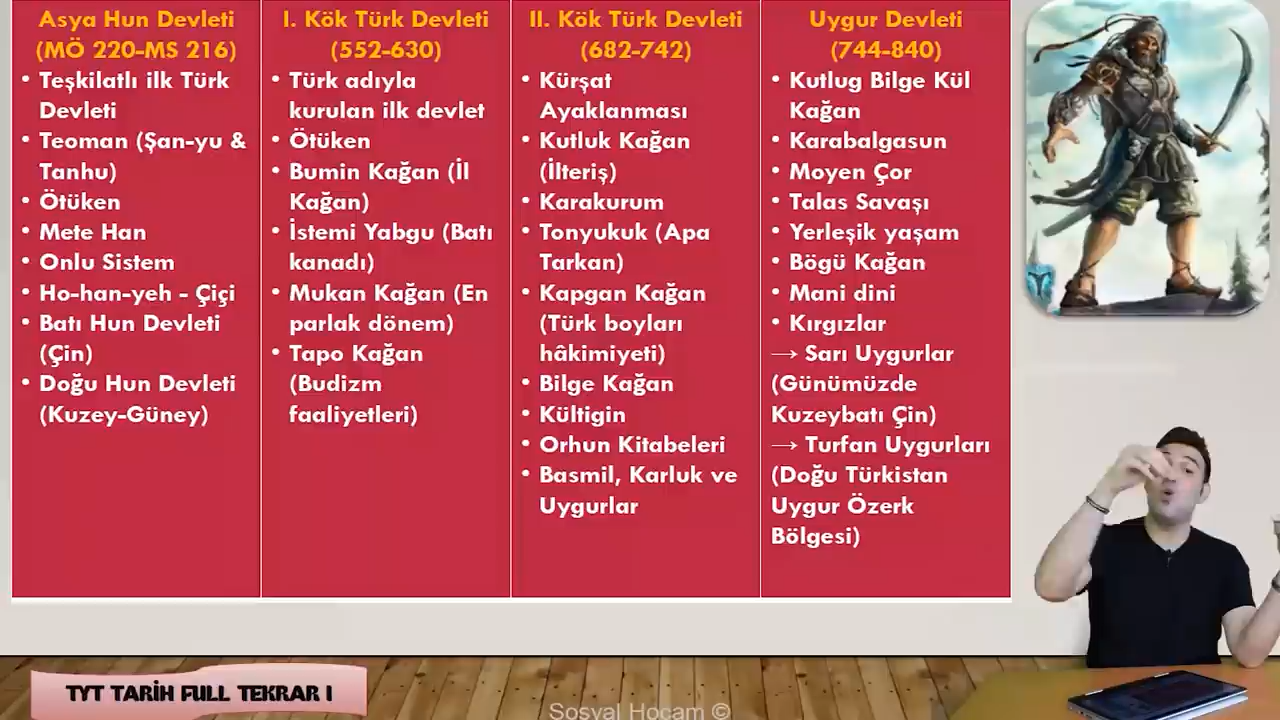 Asya Hun Devleti
(MÖ 220-MS 216)
• Teşkilatlı ilk Türk
Devleti
• Teoman (Şan-yu &
Tanhu)
• Ötüken
• Mete Han
• Onlu Sistem
• Ho-han-yeh - Çiçi
• Batı Hun Devleti
(Çin)
• Doğu Hun Devleti
(Kuzey-Güney)
I. Kök Türk Devleti
(552-630)
• Türk adıyla
kurulan ilk devlet
• Ötüken
• Bumin Kağan (İl
Kağan)
• İstemi Yabgu (Batı
kanadı)
• Mukan Kağan (En
parlak dönem)
• Tapo Kağan
(Budizm
faaliyetleri)
II. Kök Türk Devleti
(682-742)
• Kürşat
Ayaklanması
• Kutluk Kağan
(İlteriş)
• Karakurum
• Tonyukuk (Apa
Tarkan)
• Kapgan Kağan
(Türk boyları
hâkimiyeti)
• Bilge Kağan
• Kültigin
• Orhun Kitabeleri
• Basmil, Karluk ve
Uygurlar
Uygur Devleti
(744-840)
• Kutlug Bilge Kül
Kağan
• Karabalgasun
• Moyen Çor
• Talas Savaşı
• Yerleşik yaşam
• Bögü Kağan
• Mani dini
• Kırgızlar
→ Sarı Uygurlar
(Günümüzde
Kuzeybatı Çin)
→ Turfan Uygurları
(Doğu Türkistan
Uygur Özerk
Bölgesi)
TYT TARİH FULL TEKRAR I
Sosyal Hocam ©